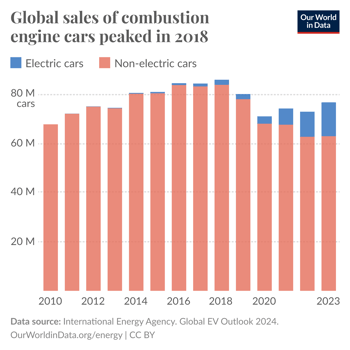 Global sales of combustion
engine cars peaked in 2018
Our World
in Data
Electric cars
Non-electric cars
80 M
cars
60 M
40 M
20 M
2010
2012
2014
2016
2018
2020
2023
Data source: International Energy Agency. Global EV Outlook 2024.
OurWorldinData.org/energy | CC BY